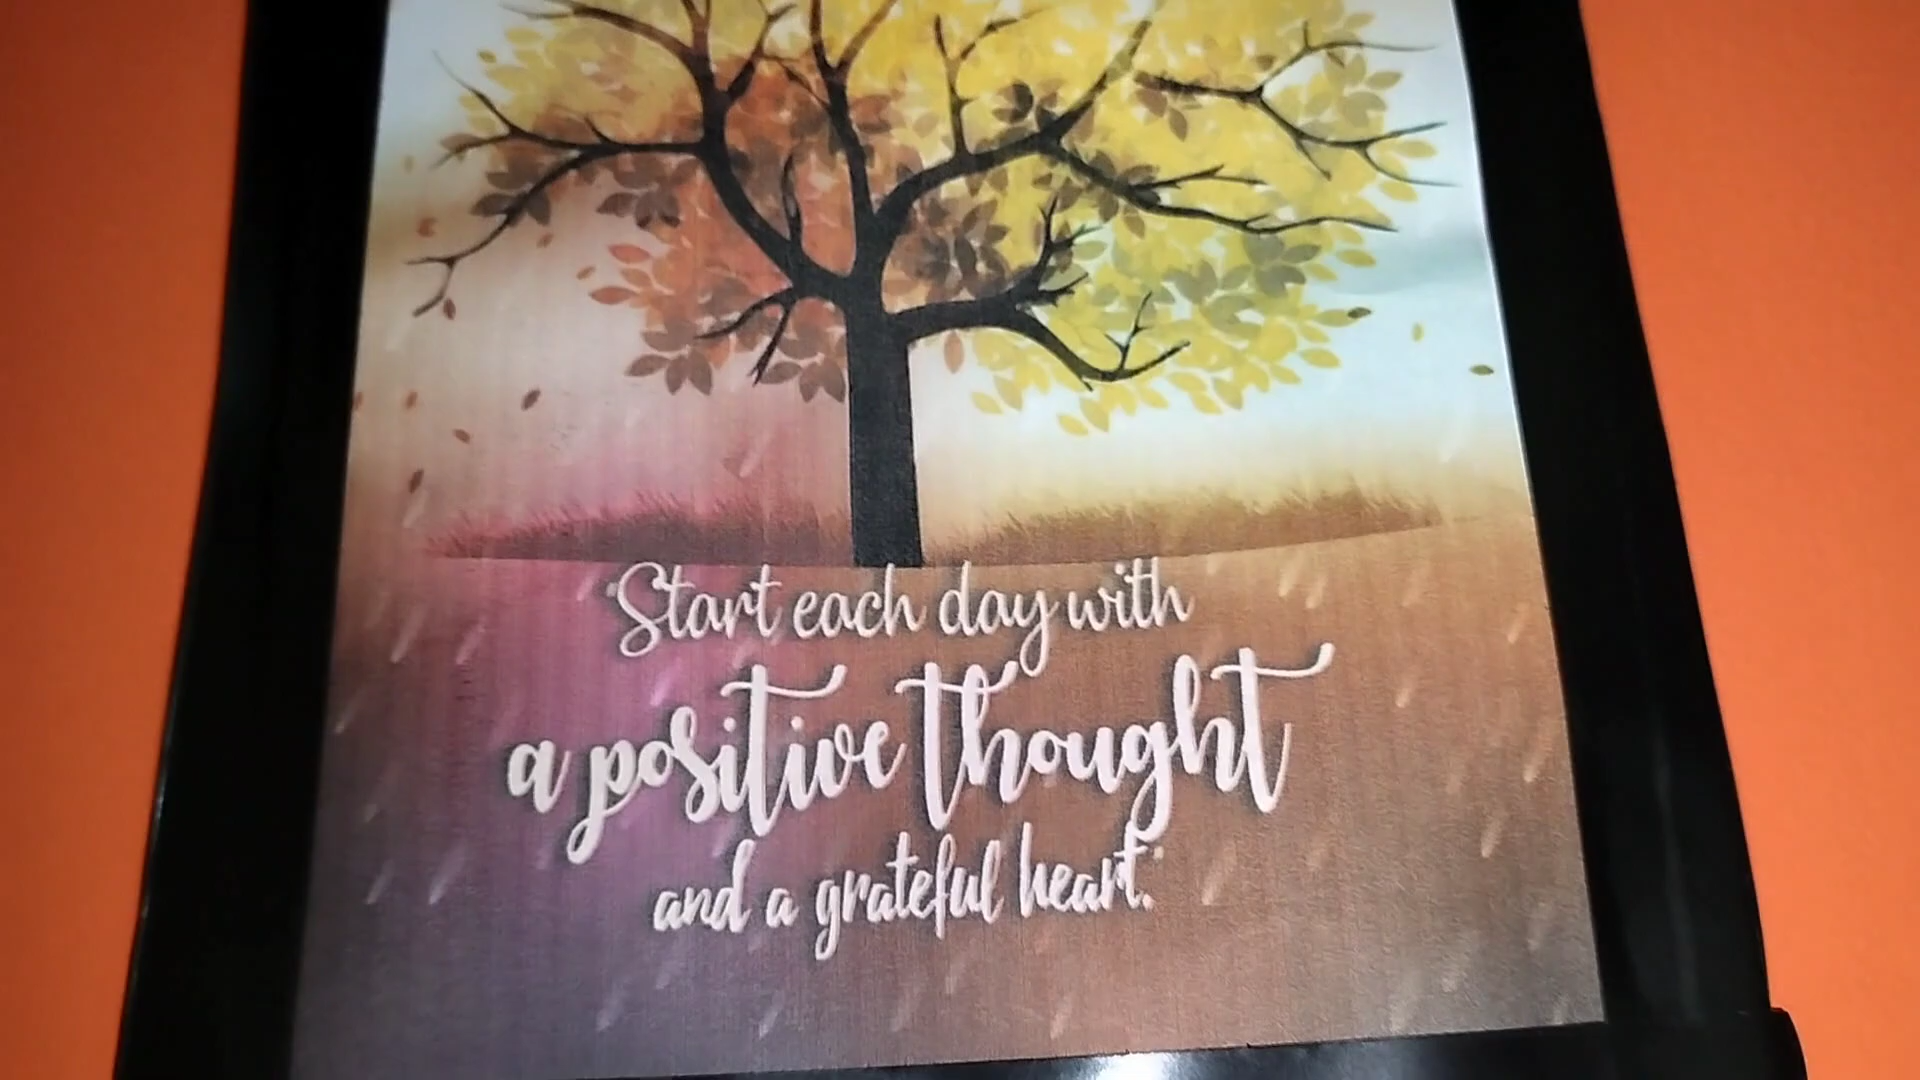 "Start each day with
a positive thought
and a grateful heart."